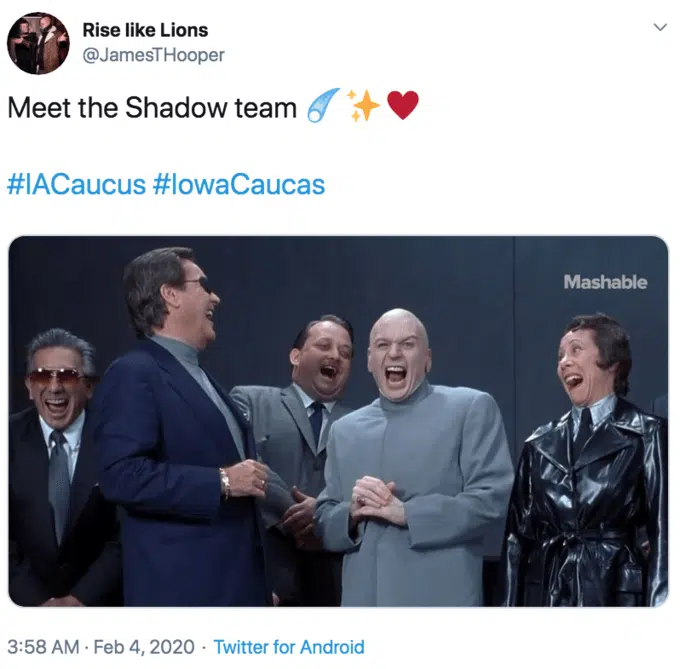 Rise like Lions
@JamesTHooper
Meet the Shadow team ☄️✨❤️
#IACaucus #IowaCaucas
Mashable
3:58 AM · Feb 4, 2020 · Twitter for Android